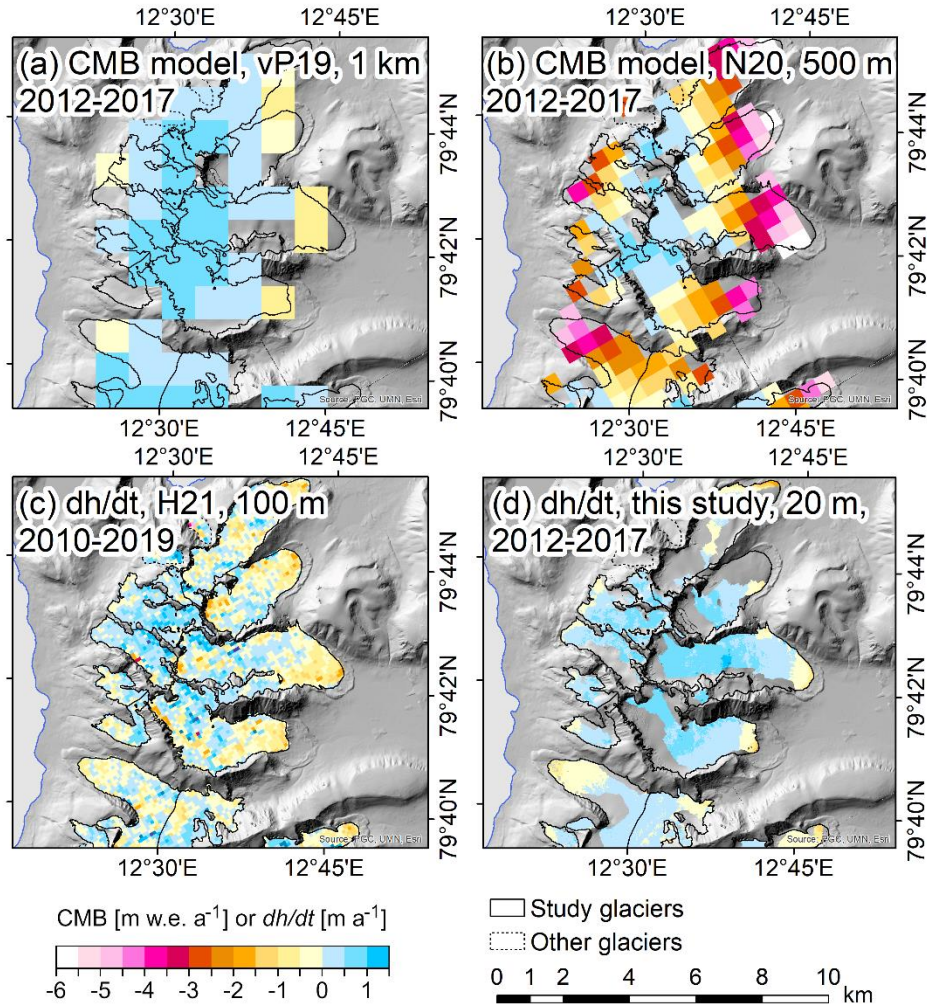 12°30'E 12°45'E 12°30'E 12°45'E
(a) CMB model, vP19, 1 km
2012-2017
(b) CMB model, N20, 500 m
2012-2017
79°44'N
79°42'N
79°40'N
79°44'N
79°42'N
79°40'N
Source: PGC, UMN, Esri
Source: PGC, UMN, Esri
12°30'E 12°45'E 12°30'E 12°45'E
12°30'E 12°45'E 12°30'E 12°45'E
(c) dh/dt, H21, 100 m
2010-2019
(d) dh/dt, this study, 20 m,
2012-2017
79°44'N
79°42'N
79°40'N
79°44'N
79°42'N
79°40'N
Source: PGC, UMN, Esri
Source: PGC, UMN, Esri
12°30'E 12°45'E 12°30'E 12°45'E
CMB [m w.e. a⁻¹] or dh/dt [m a⁻¹]
-6 -5 -4 -3 -2 -1 0 1
Study glaciers
Other glaciers
0 1 2 4 6 8 10
km